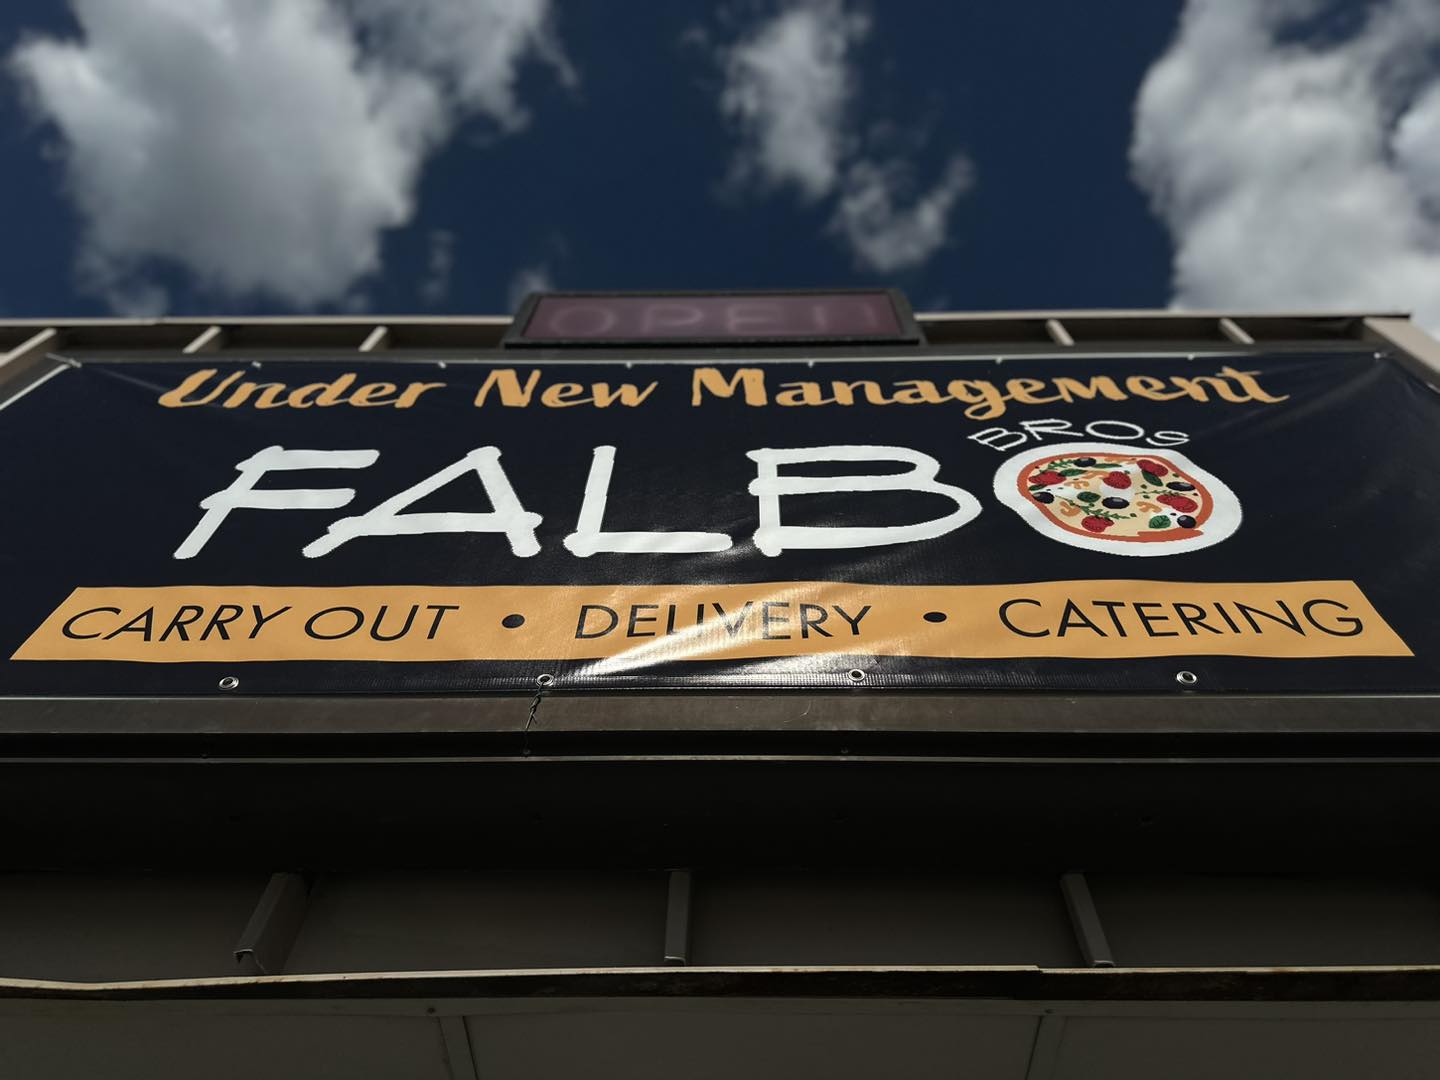 OPEN
Under New Management
BROS
FALBO
CARRY OUT • DELIVERY • CATERING